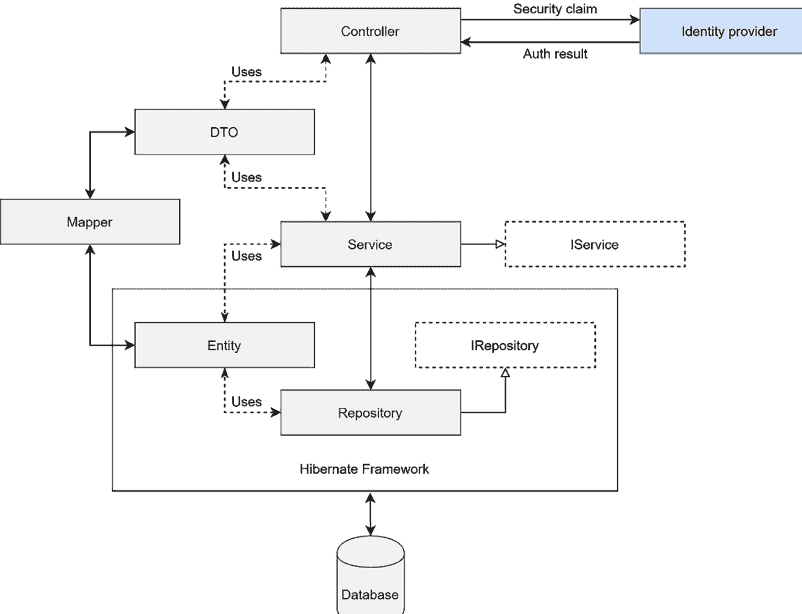 Security claim
Controller
Identity provider
Auth result
Uses
DTO
Uses
Mapper
Service
IService
Uses
Entity
IRepository
Uses
Repository
Hibernate Framework
Database